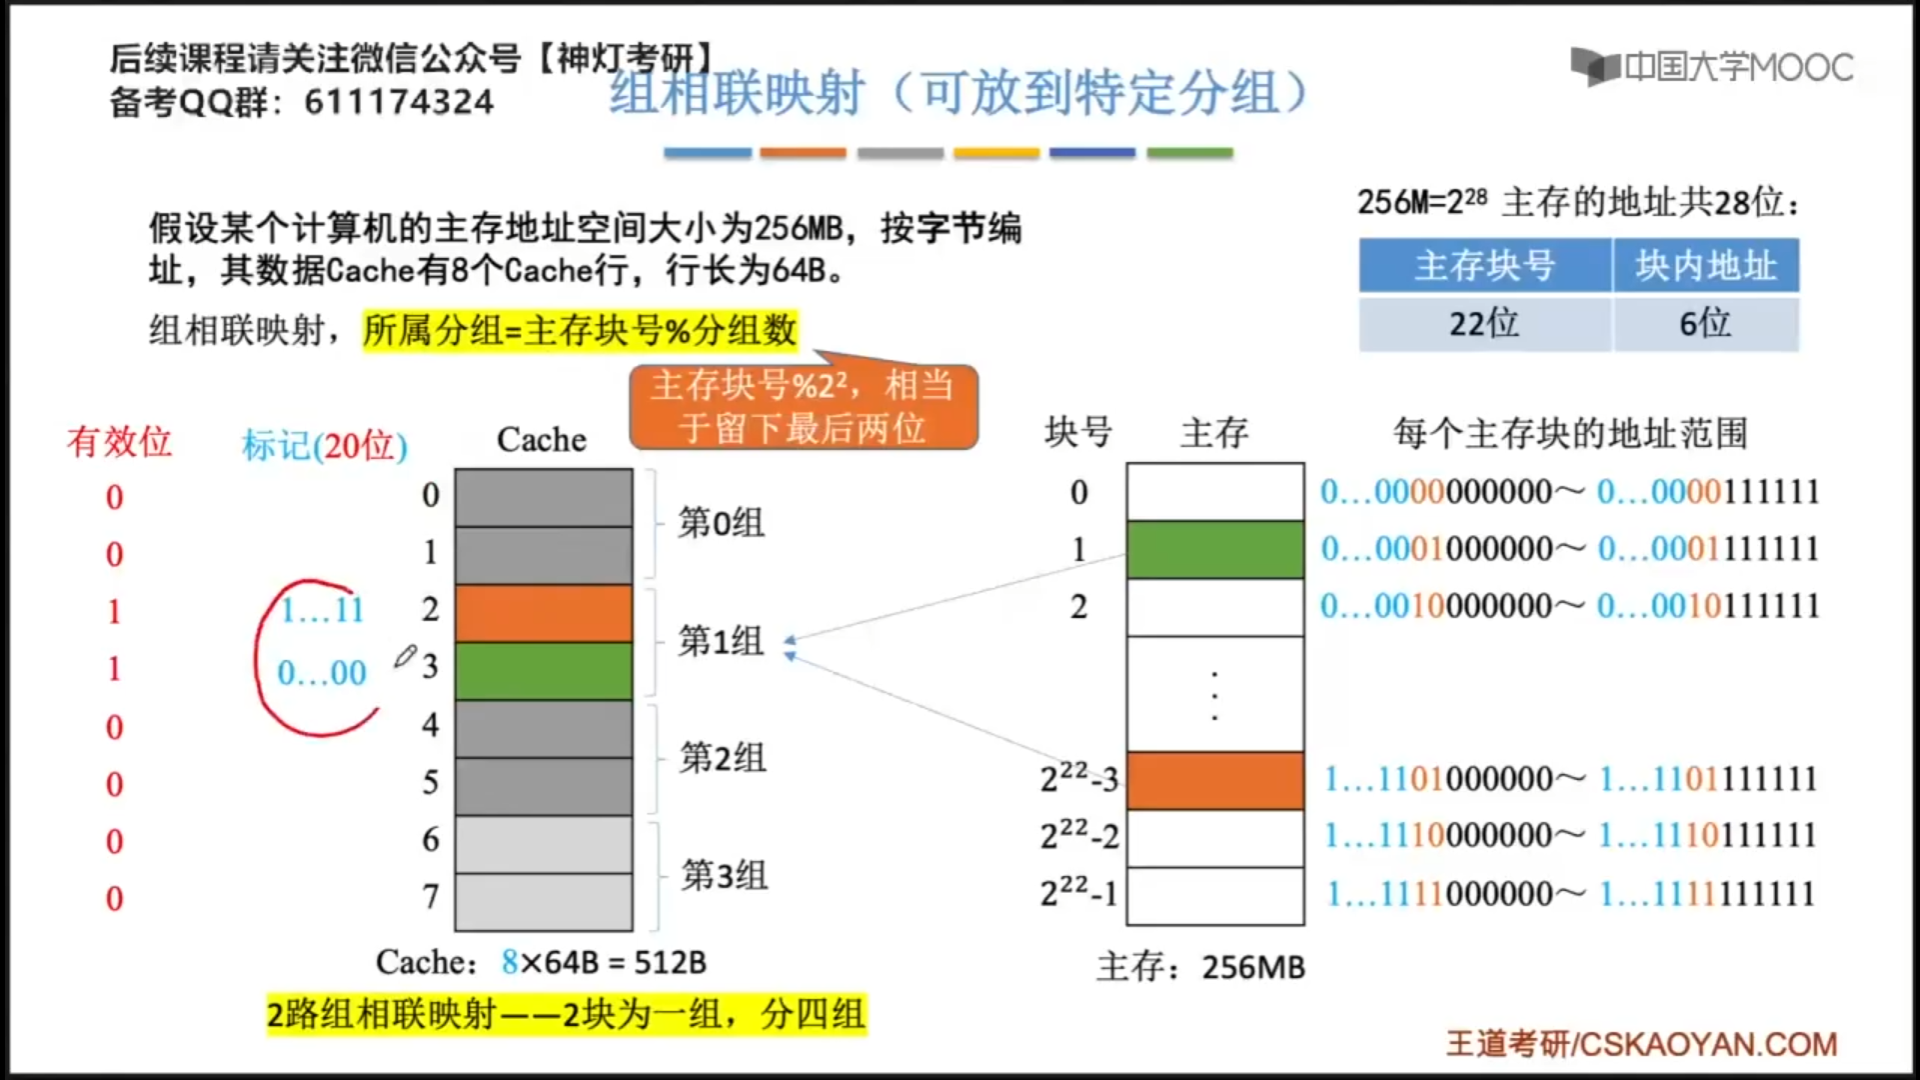 后续课程请关注微信公众号【神灯考研】
备考QQ群：611174324
中国大学MOOC
组相联映射（可放到特定分组）
假设某个计算机的主存地址空间大小为256MB，按字节编
址，其数据Cache有8个Cache行，行长为64B。
256M=2²⁸ 主存的地址共28位：
主存块号 块内地址
22位 6位
组相联映射，所属分组=主存块号%分组数
主存块号%2²，相当
于留下最后两位
有效位 标记(20位) Cache 块号 主存 每个主存块的地址范围
0 0 第0组 0 0…0000000000～ 0…0000111111
0 1 1 0…0001000000～ 0…0001111111
1 1…11 2 第1组 2 0…0010000000～ 0…0010111111
1 0…00 3
0 4 第2组 2²²-3 1…1101000000～ 1…1101111111
0 5 2²²-2 1…1110000000～ 1…1110111111
0 6 第3组 2²²-1 1…1111000000～ 1…1111111111
0 7
Cache：8×64B = 512B 主存：256MB
2路组相联映射——2块为一组，分四组
王道考研/CSKAOYAN.COM